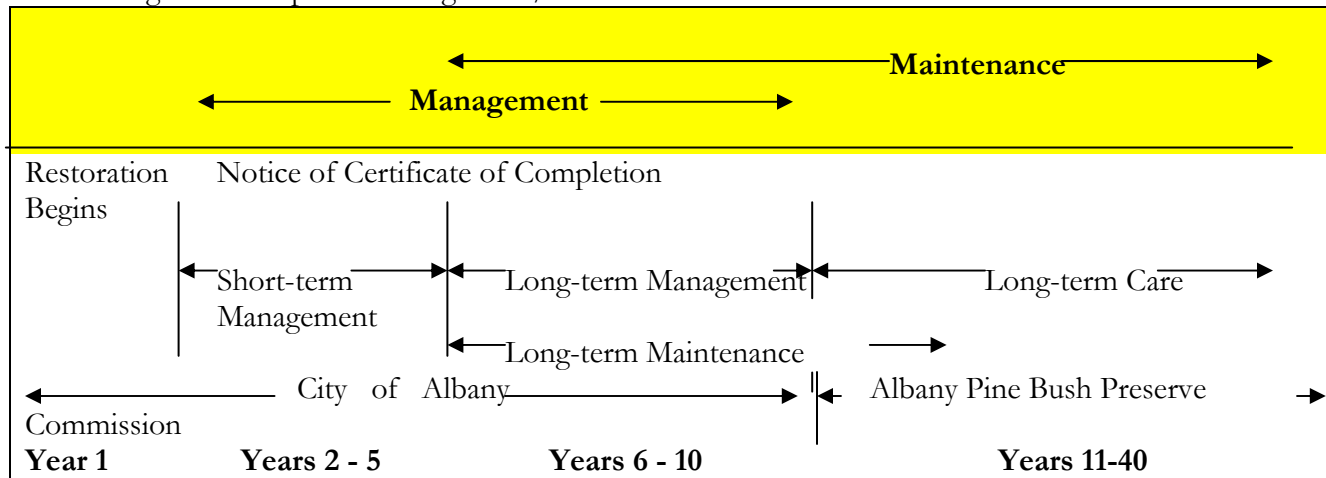 Maintenance
Management
Restoration Notice of Certificate of Completion
Begins
Short-term Long-term Management Long-term Care
Management
Long-term Maintenance
City of Albany Albany Pine Bush Preserve
Commission
Year 1 Years 2 - 5 Years 6 - 10 Years 11-40